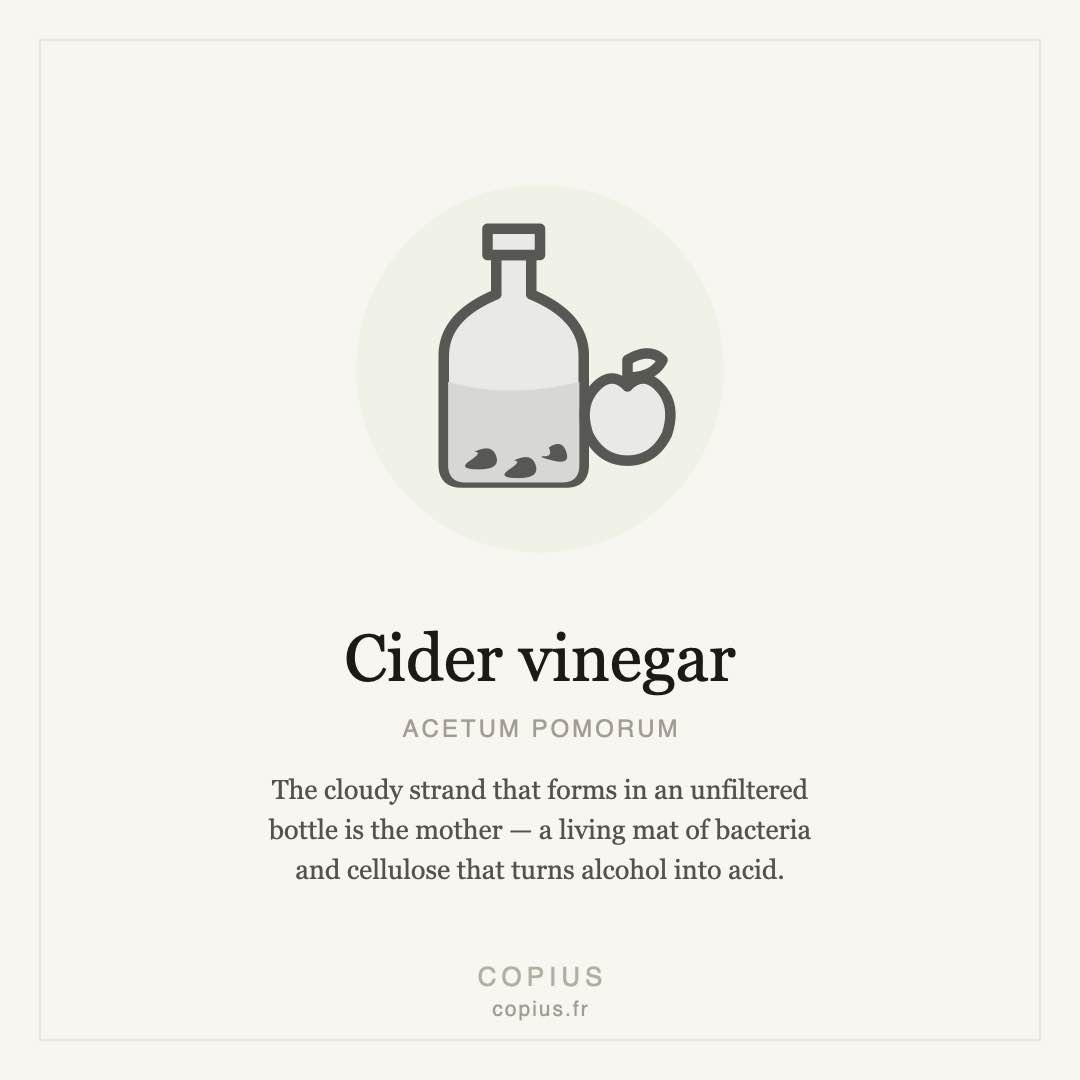 Cider vinegar
ACETUM POMORUM
The cloudy strand that forms in an unfiltered
bottle is the mother — a living mat of bacteria
and cellulose that turns alcohol into acid.
COPIUS
copius.fr